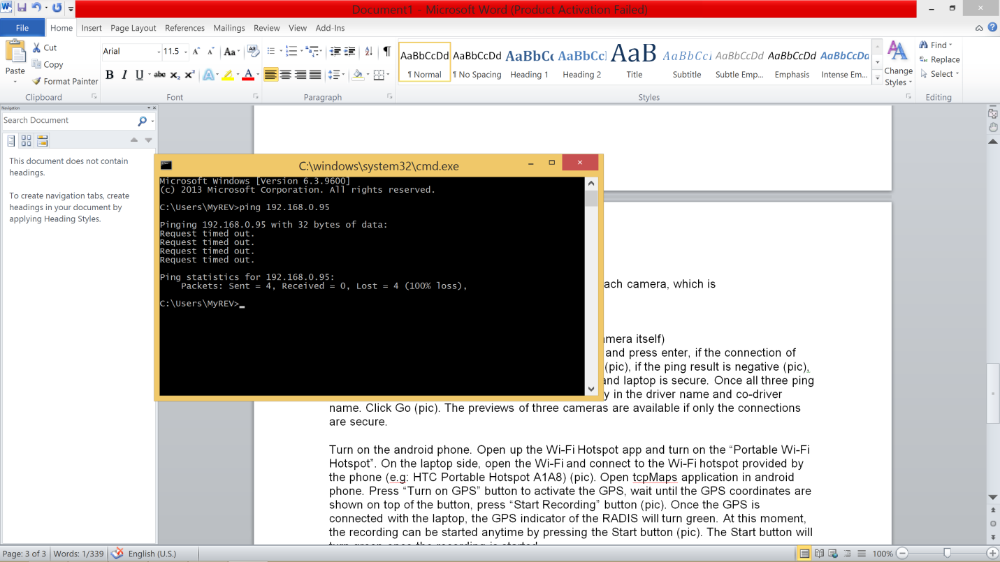 Document1 - Microsoft Word (Product Activation Failed)
File Home Insert Page Layout References Mailings Review View Add-Ins
Paste
Cut
Copy
Format Painter
Clipboard
Arial 11.5
Font
Paragraph
AaBbCcDd AaBbCcDd AaBbCc AaBbCc AaB AaBbCcI AaBbCcDd AaBbCcDd AaBbCcDd
¶ Normal ¶ No Spacing Heading 1 Heading 2 Title Subtitle Subtle Emp... Emphasis Intense Em...
Change
Styles
Styles
Find
Replace
Select
Editing
Navigation
Search Document
This document does not contain
headings.
To create navigation tabs, create
headings in your document by
applying Heading Styles.
C:\windows\system32\cmd.exe
Microsoft Windows [Version 6.3.9600]
(c) 2013 Microsoft Corporation. All rights reserved.
C:\Users\MyREV>ping 192.168.0.95
Pinging 192.168.0.95 with 32 bytes of data:
Request timed out.
Request timed out.
Request timed out.
Request timed out.
Ping statistics for 192.168.0.95:
Packets: Sent = 4, Received = 0, Lost = 4 (100% loss),
C:\Users\MyREV>
ach camera, which is
mera itself)
and press enter, if the connection of
(pic), if the ping result is negative (pic),
and laptop is secure. Once all three ping
y in the driver name and co-driver
name. Click Go (pic). The previews of three cameras are available if only the connections
are secure.
Turn on the android phone. Open up the Wi-Fi Hotspot app and turn on the “Portable Wi-Fi
Hotspot”. On the laptop side, open the Wi-Fi and connect to the Wi-Fi hotspot provided by
the phone (e.g: HTC Portable Hotspot A1A8) (pic). Open tcpMaps application in android
phone. Press “Turn on GPS” button to activate the GPS, wait until the GPS coordinates are
shown on top of the button, press “Start Recording” button (pic). Once the GPS is
connected with the laptop, the GPS indicator of the RADIS will turn green. At this moment,
the recording can be started anytime by pressing the Start button (pic). The Start button will
turn green once the recording is started
Page: 3 of 3 Words: 1/339 English (U.S.) 100%